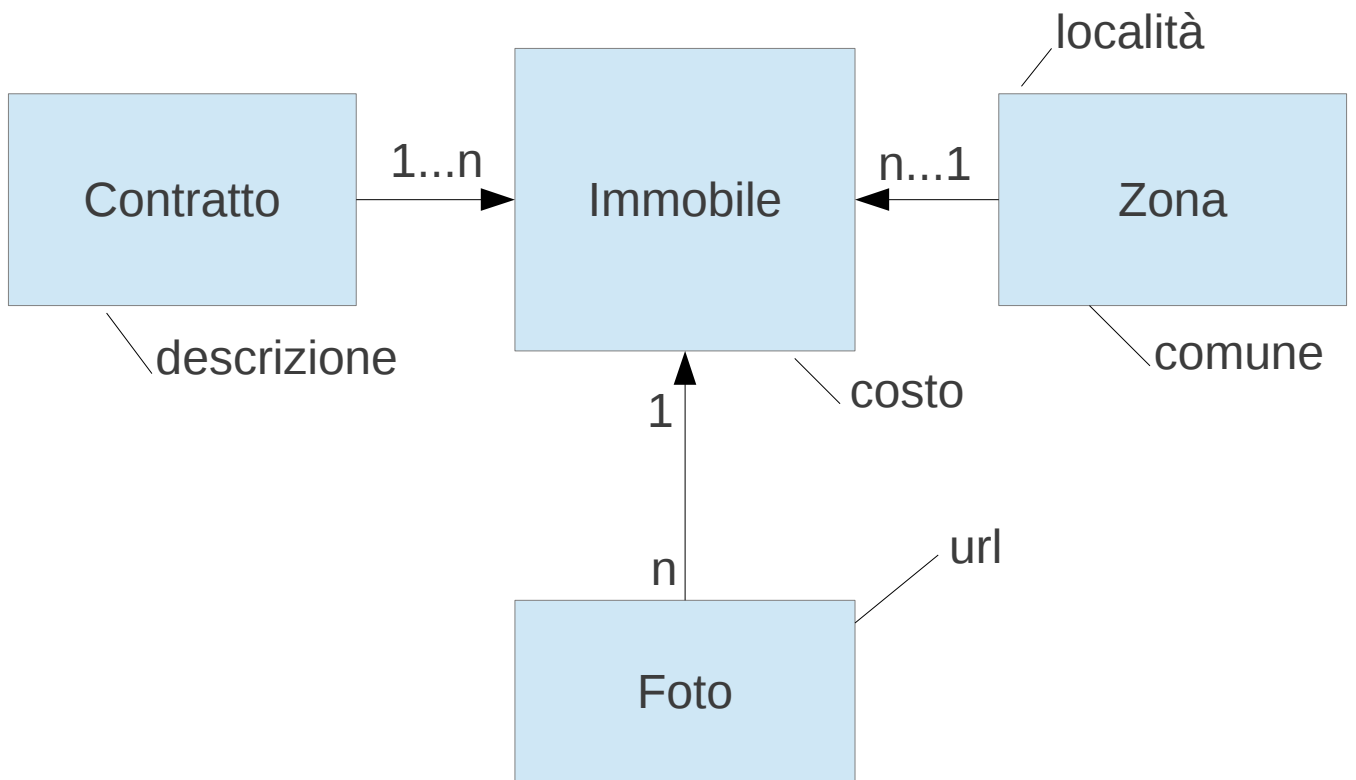 località
Contratto
1...n
Immobile
n...1
Zona
descrizione
1
costo
comune
n
url
Foto